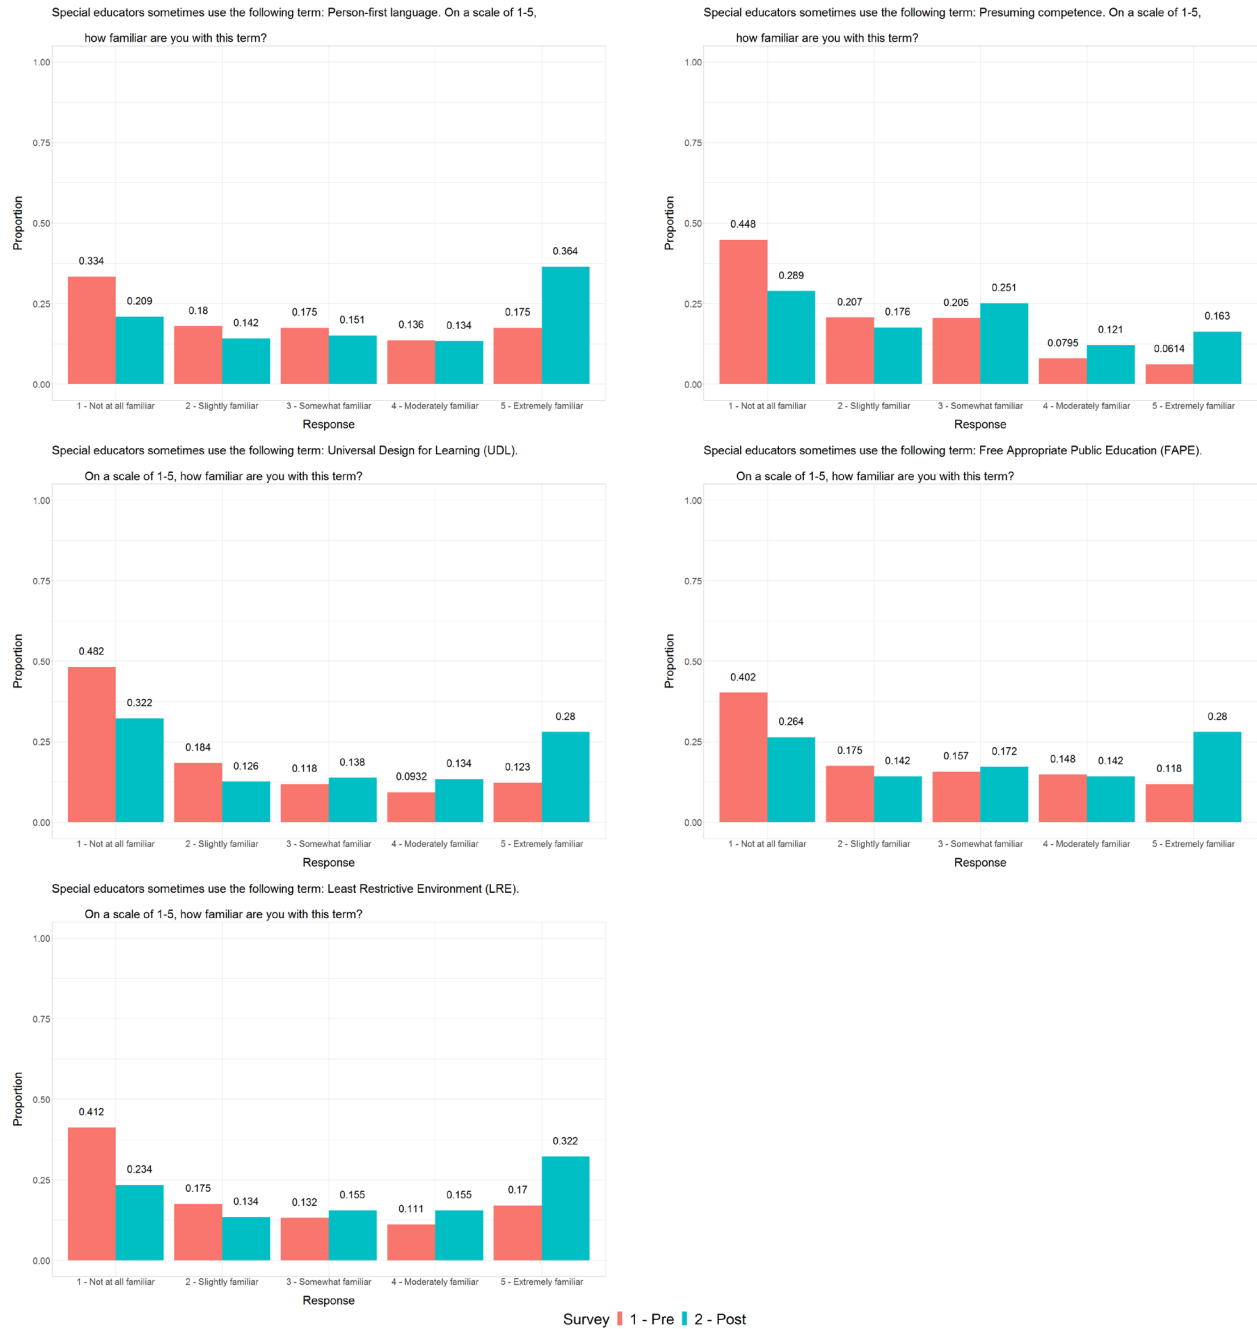 Special educators sometimes use the following term: Person-first language. On a scale of 1-5,
how familiar are you with this term?
1.00
0.75
0.50
0.25
0.00
Proportion
0.334
0.209
0.18
0.142
0.175
0.151
0.136
0.134
0.175
0.364
1 - Not at all familiar
2 - Slightly familiar
3 - Somewhat familiar
4 - Moderately familiar
5 - Extremely familiar
Response
Special educators sometimes use the following term: Presuming competence. On a scale of 1-5,
how familiar are you with this term?
1.00
0.75
0.50
0.25
0.00
Proportion
0.448
0.289
0.207
0.176
0.205
0.251
0.0795
0.121
0.0614
0.163
1 - Not at all familiar
2 - Slightly familiar
3 - Somewhat familiar
4 - Moderately familiar
5 - Extremely familiar
Response
Special educators sometimes use the following term: Universal Design for Learning (UDL).
On a scale of 1-5, how familiar are you with this term?
1.00
0.75
0.50
0.25
0.00
Proportion
0.482
0.322
0.184
0.126
0.118
0.138
0.0932
0.134
0.123
0.28
1 - Not at all familiar
2 - Slightly familiar
3 - Somewhat familiar
4 - Moderately familiar
5 - Extremely familiar
Response
Special educators sometimes use the following term: Free Appropriate Public Education (FAPE).
On a scale of 1-5, how familiar are you with this term?
1.00
0.75
0.50
0.25
0.00
Proportion
0.402
0.264
0.175
0.142
0.157
0.172
0.148
0.142
0.118
0.28
1 - Not at all familiar
2 - Slightly familiar
3 - Somewhat familiar
4 - Moderately familiar
5 - Extremely familiar
Response
Special educators sometimes use the following term: Least Restrictive Environment (LRE).
On a scale of 1-5, how familiar are you with this term?
1.00
0.75
0.50
0.25
0.00
Proportion
0.412
0.234
0.175
0.134
0.132
0.155
0.111
0.155
0.17
0.322
1 - Not at all familiar
2 - Slightly familiar
3 - Somewhat familiar
4 - Moderately familiar
5 - Extremely familiar
Response
Survey 1 - Pre 2 - Post